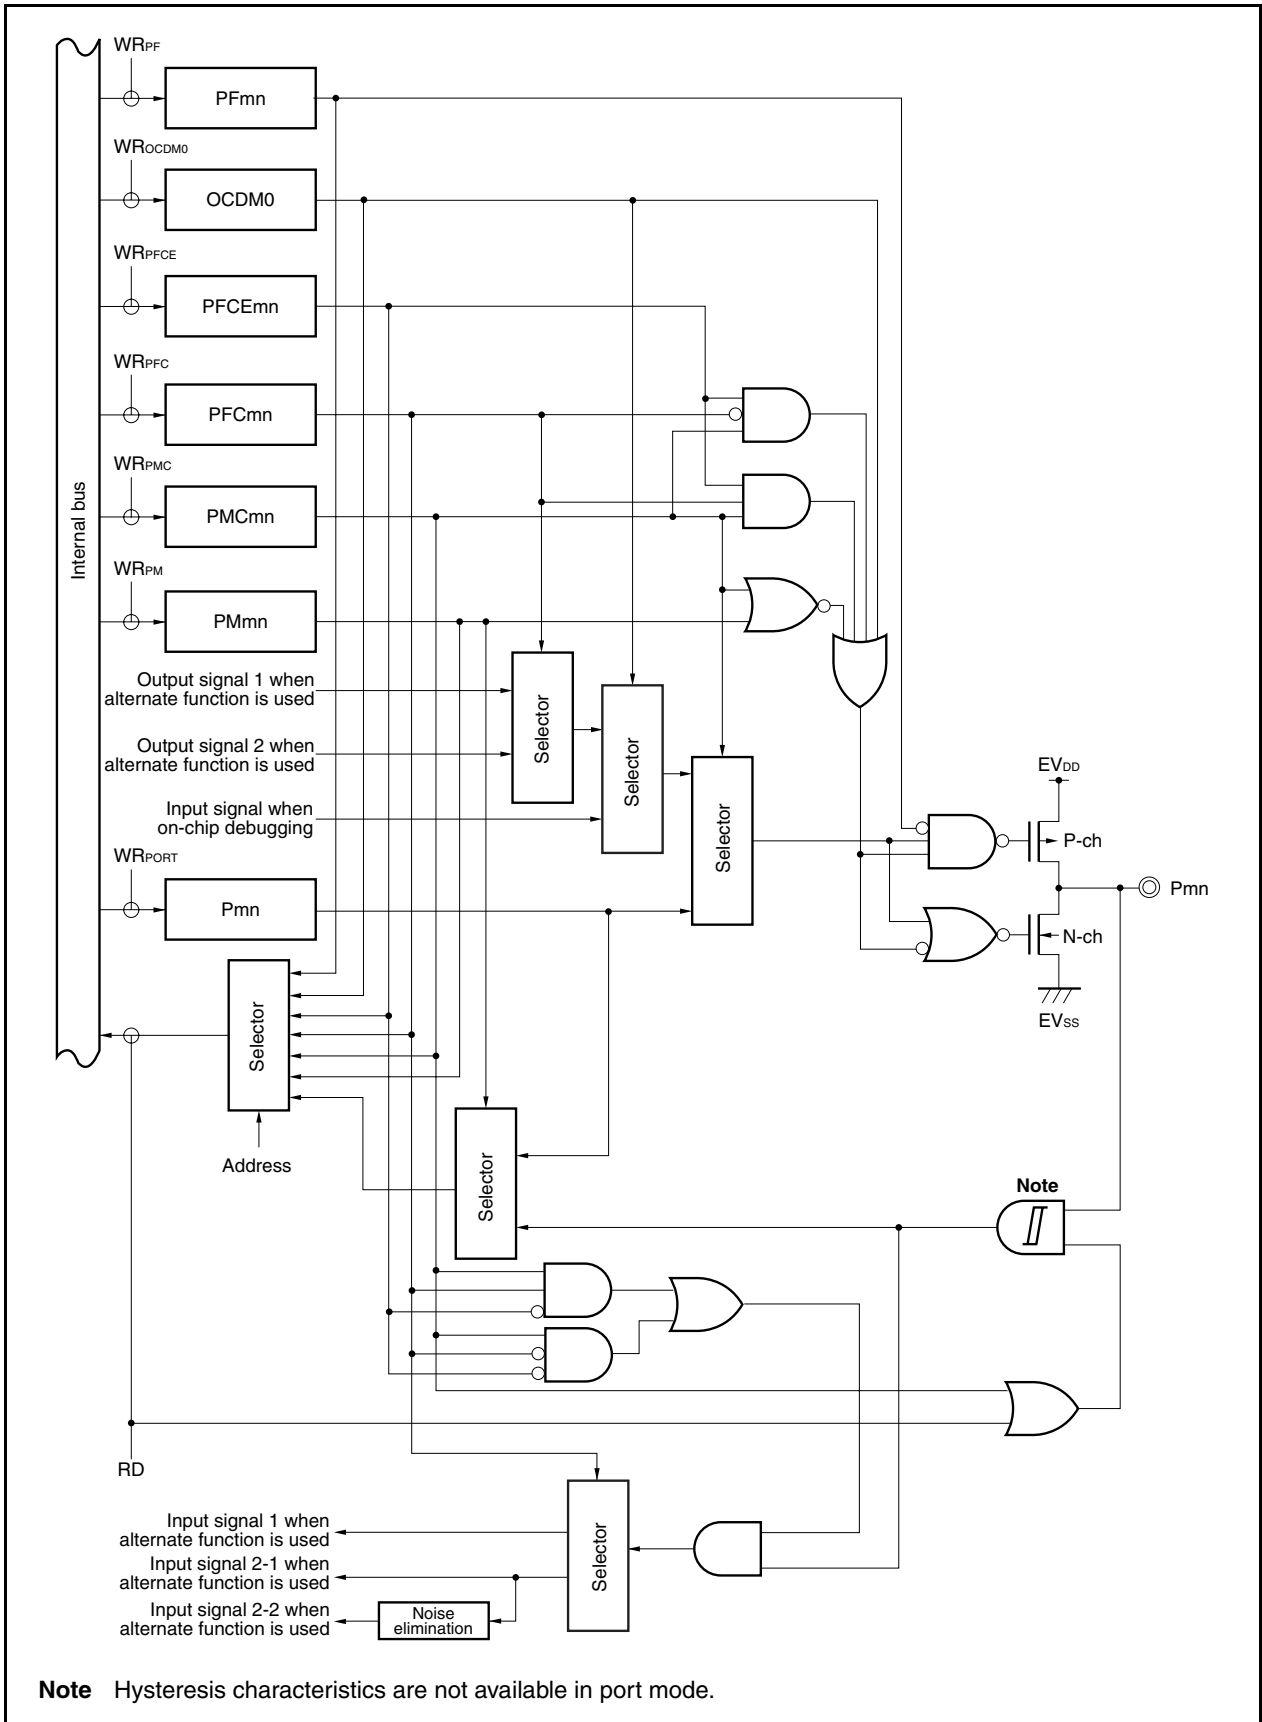 WRPF
PFmn
WROCDM0
OCDM0
WRPFCE
PFCEmn
WRPFC
PFCmn
WRPMC
PMCmn
WRPM
PMmn
Internal bus
Output signal 1 when
alternate function is used
Output signal 2 when
alternate function is used
Input signal when
on-chip debugging
Selector
Selector
Selector
WRPORT
Pmn
EVDD
P-ch
Pmn
N-ch
EVSS
Selector
Address
Selector
Note
RD
Input signal 1 when
alternate function is used
Input signal 2-1 when
alternate function is used
Input signal 2-2 when
alternate function is used
Noise
elimination
Selector
Note Hysteresis characteristics are not available in port mode.